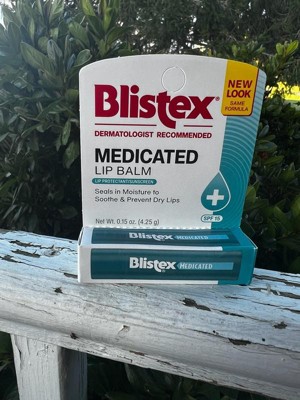 NEW
LOOK
SAME
FORMULA
Blistex®
DERMATOLOGIST RECOMMENDED
MEDICATED
LIP BALM
LIP PROTECTANT/SUNSCREEN
Seals in Moisture to
Soothe & Prevent Dry Lips
SPF 15
Net Wt. 0.15 oz. (4.25 g)
Blistex MEDICATED
Blistex MEDICATED